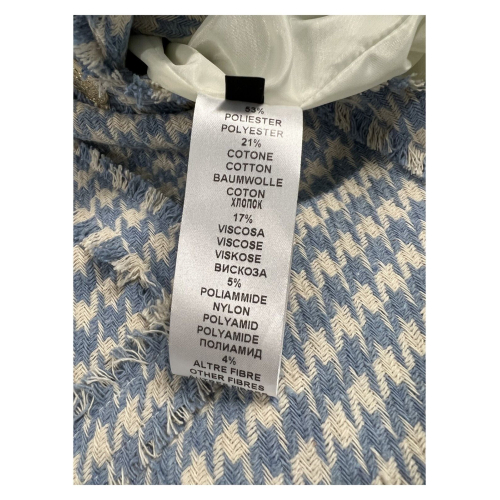 53%
POLIESTER
POLYESTER
21%
COTONE
COTTON
BAUMWOLLE
COTON
ХЛОПОК
17%
VISCOSA
VISCOSE
VISKOSE
ВИСКОЗА
5%
POLIAMMIDE
NYLON
POLYAMID
POLYAMIDE
ПОЛИАМИД
4%
ALTRE FIBRE
OTHER FIBRES